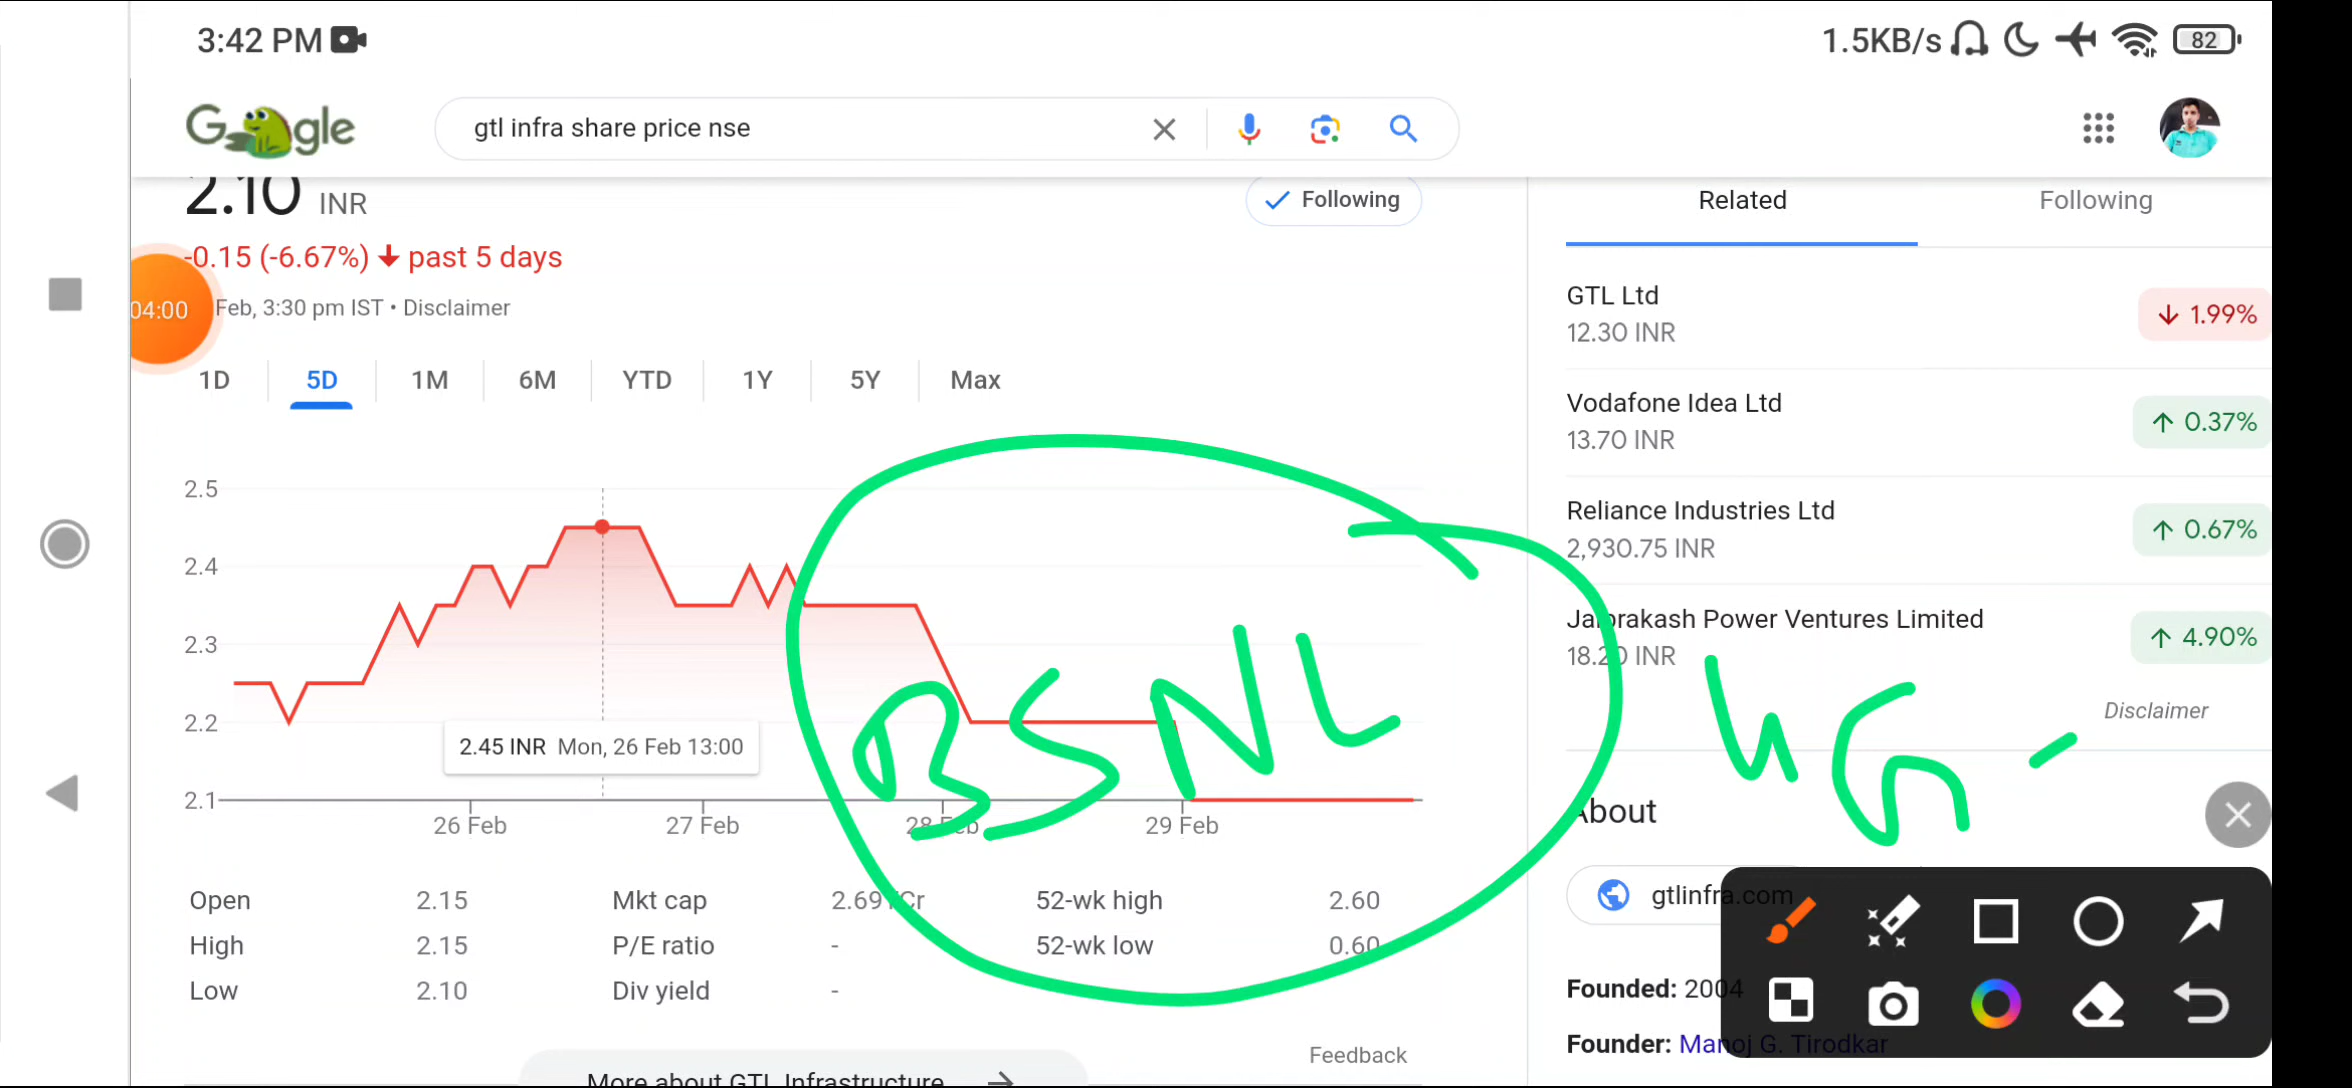 3:42 PM
1.5KB/s
82
Google
gtl infra share price nse
2.10 INR
Following
-0.15 (-6.67%) past 5 days
04:00
Feb, 3:30 pm IST • Disclaimer
1D 5D 1M 6M YTD 1Y 5Y Max
2.5
2.4
2.3
2.2
2.1
2.45 INR Mon, 26 Feb 13:00
26 Feb 27 Feb 28 Feb 29 Feb
BSNL
4G -
Open 2.15 Mkt cap 52-wk high 2.60
High 2.15 P/E ratio - 52-wk low 0.60
Low 2.10 Div yield -
Feedback
More about GTL Infrastructure
Related Following
GTL Ltd
12.30 INR
1.99%
Vodafone Idea Ltd
13.70 INR
0.37%
Reliance Industries Ltd
2,930.75 INR
0.67%
Jaiprakash Power Ventures Limited
18.20 INR
4.90%
Disclaimer
About
gtlinfra.com
Founded: 2004
Founder: Manoj G. Tirodkar